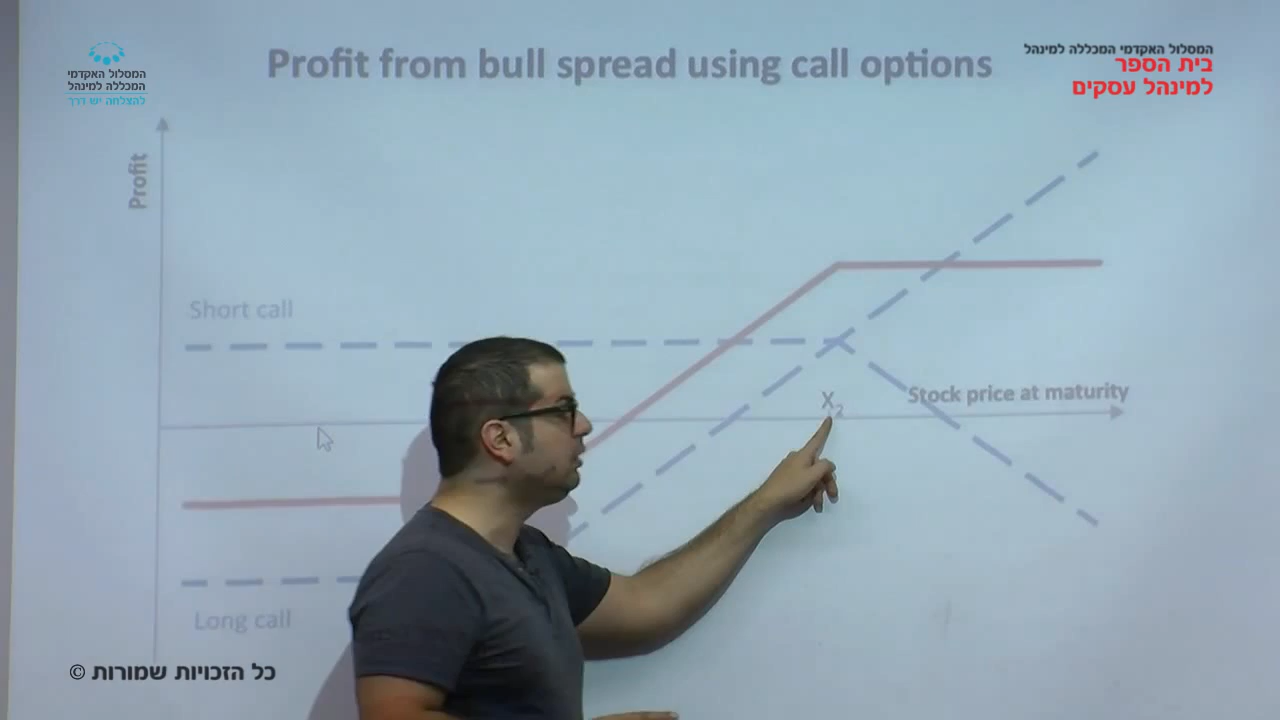 Profit from bull spread using call options
המסלול האקדמי המכללה למינהל
בית הספר
למינהל עסקים
המסלול האקדמי
המכללה למינהל
להצלחה יש דרך
Profit
Short call
Stock price at maturity
X2
Long call
כל הזכויות שמורות ©